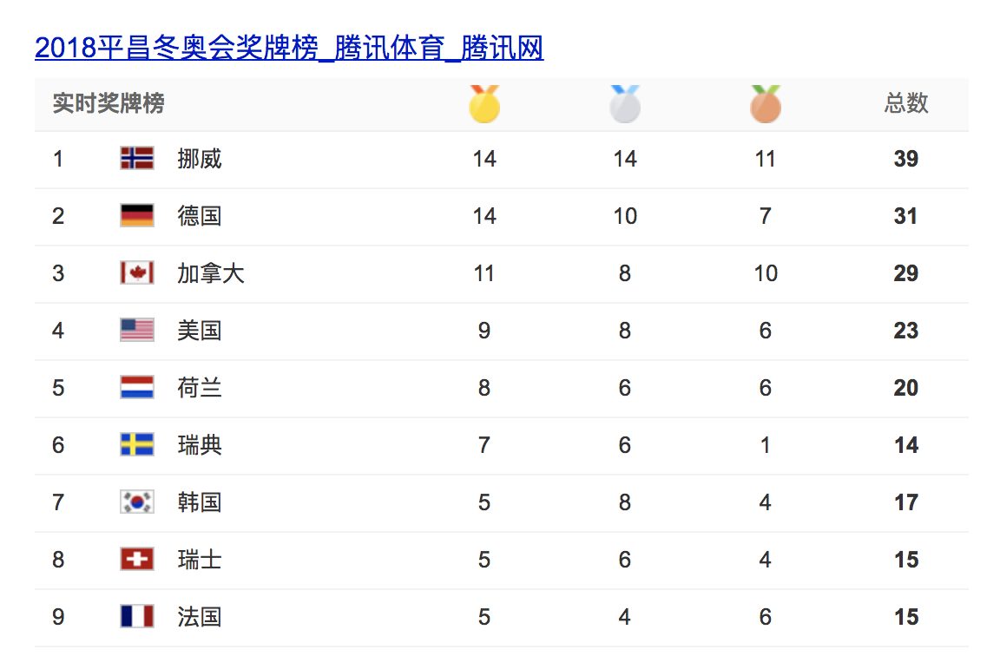 2018平昌冬奥会奖牌榜_腾讯体育_腾讯网
实时奖牌榜 总数
1 挪威 14 14 11 39
2 德国 14 10 7 31
3 加拿大 11 8 10 29
4 美国 9 8 6 23
5 荷兰 8 6 6 20
6 瑞典 7 6 1 14
7 韩国 5 8 4 17
8 瑞士 5 6 4 15
9 法国 5 4 6 15